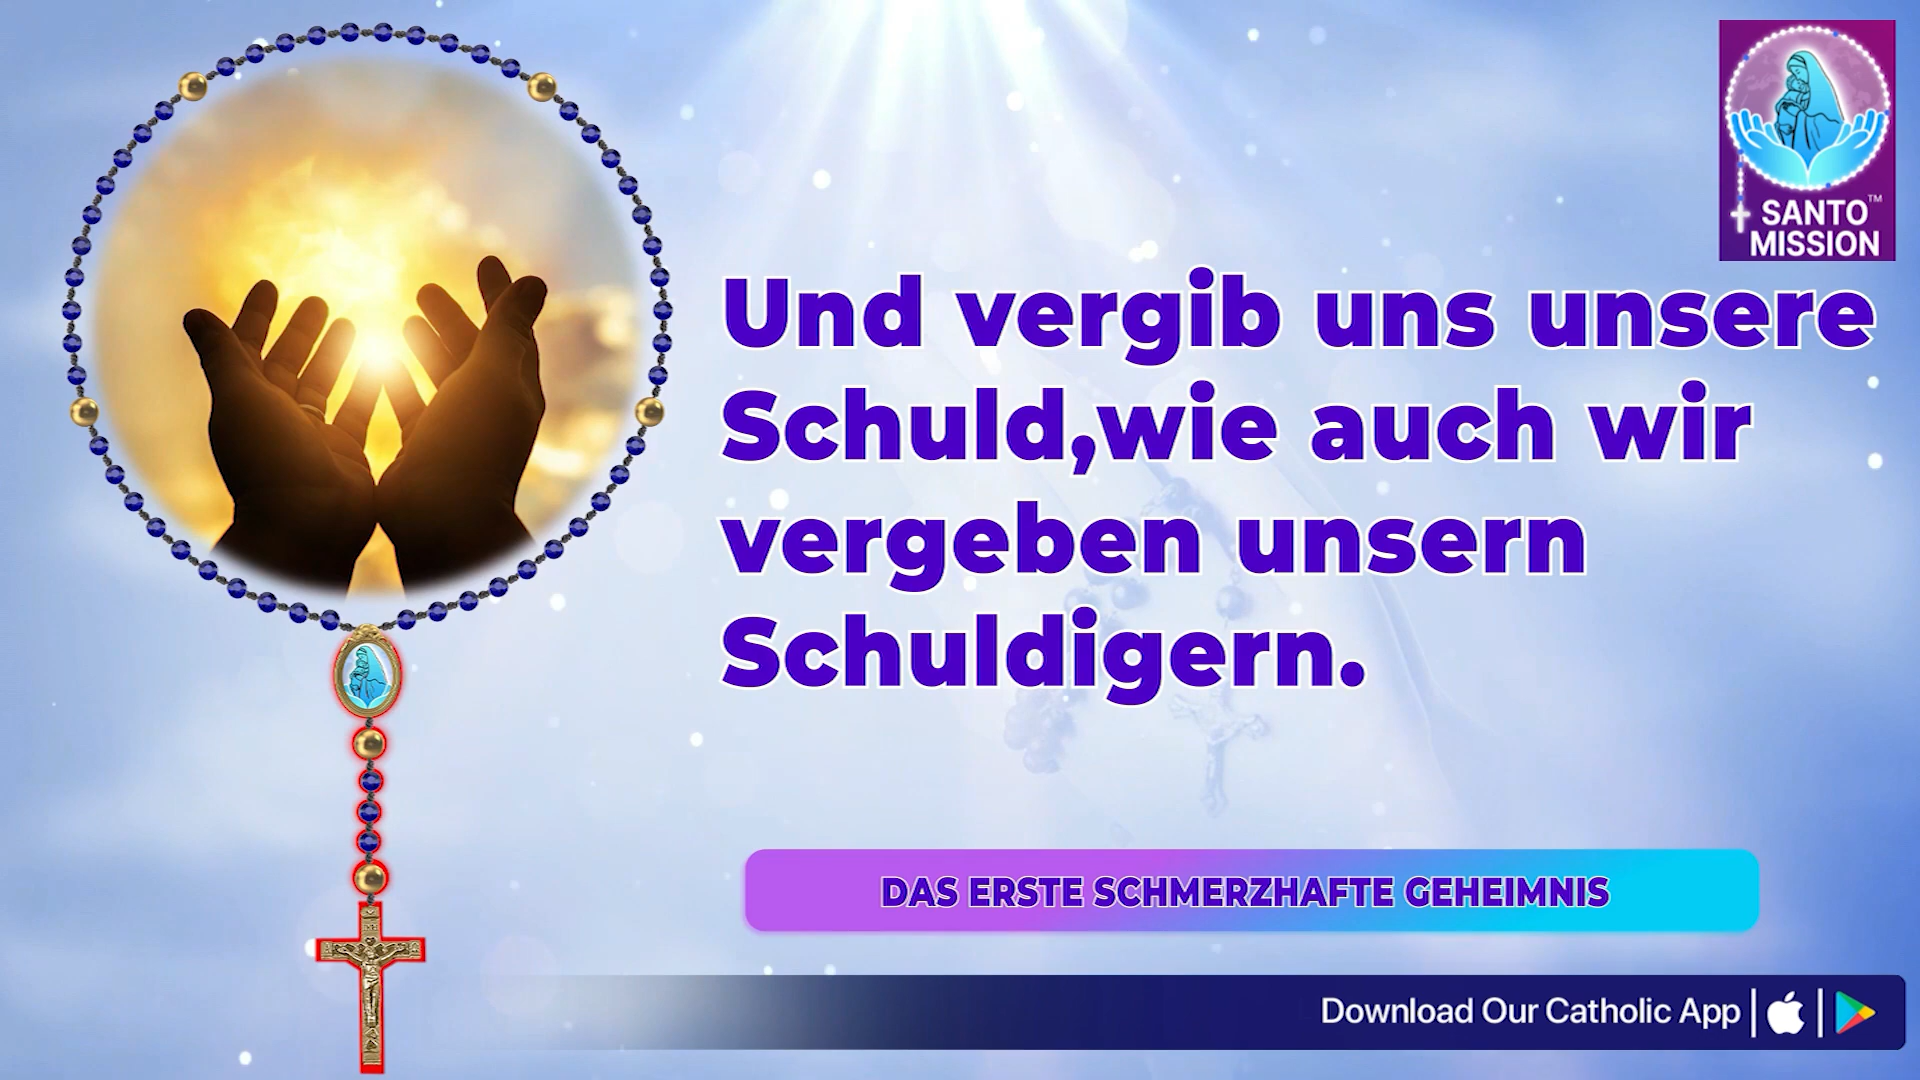 SANTO™
MISSION
Und vergib uns unsere
Schuld,wie auch wir
vergeben unsern
Schuldigern.
DAS ERSTE SCHMERZHAFTE GEHEIMNIS
Download Our Catholic App